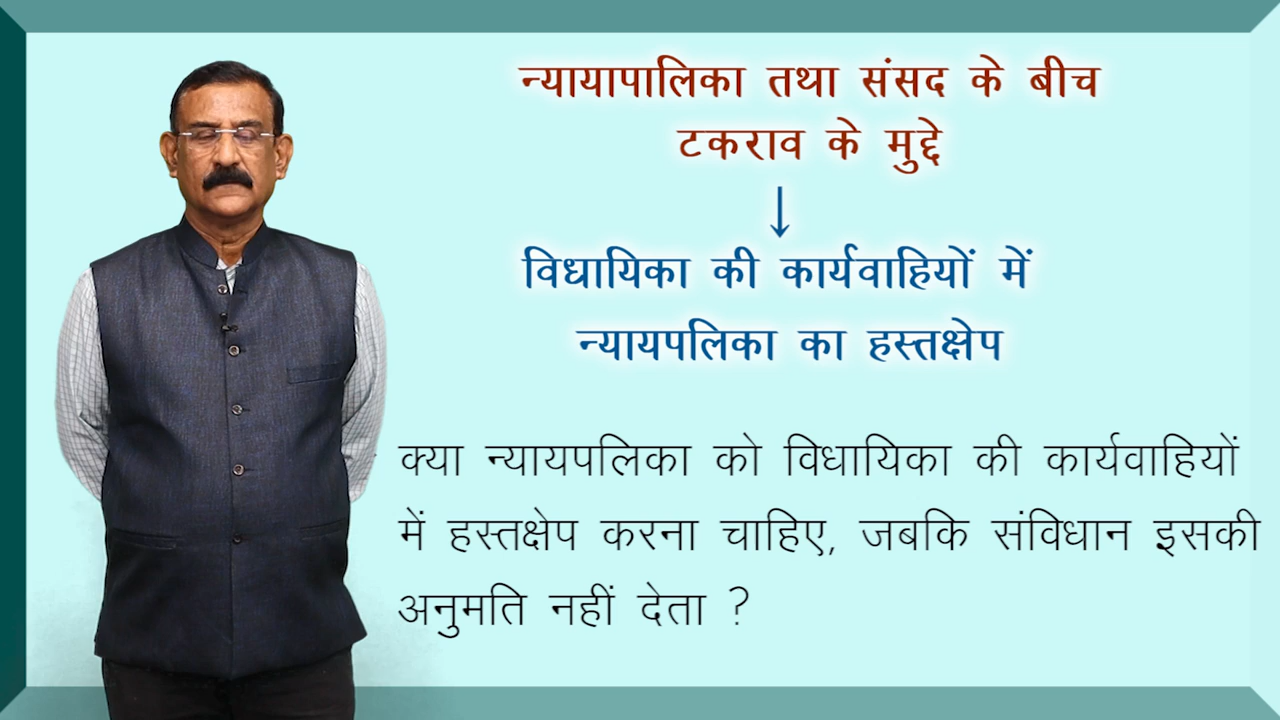 न्यायापालिका तथा संसद के बीच
टकराव के मुद्दे
↓
विधायिका की कार्यवाहियों में
न्यायपलिका का हस्तक्षेप
क्या न्यायपलिका को विधायिका की कार्यवाहियों
में हस्तक्षेप करना चाहिए, जबकि संविधान इसकी
अनुमति नहीं देता ?